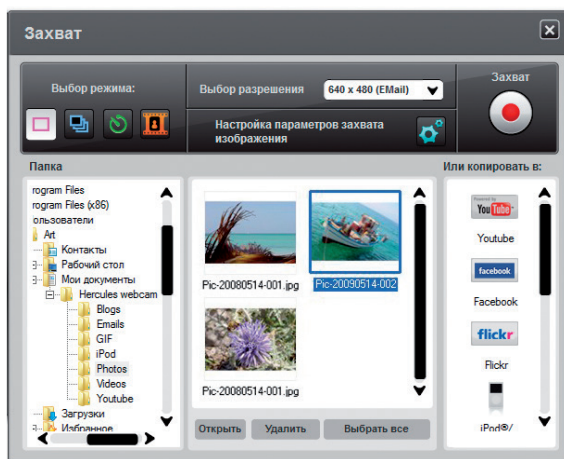 Захват
Выбор режима:
Выбор разрешения
640 x 480 (EMail)
Захват
Настройка параметров захвата
изображения
Папка
Или копировать в:
rogram Files
rogram Files (x86)
ользователи
Art
Контакты
Рабочий стол
Мои документы
Hercules webcam
Blogs
Emails
GIF
iPod
Photos
Videos
Youtube
Загрузки
Избранное
Pic-20080514-001.jpg
Pic-20090514-002
Pic-20080514-001.jpg
Открыть
Удалить
Выбрать все
Powered by
YouTube
Youtube
facebook
Facebook
flickr
Flickr
iPod®/